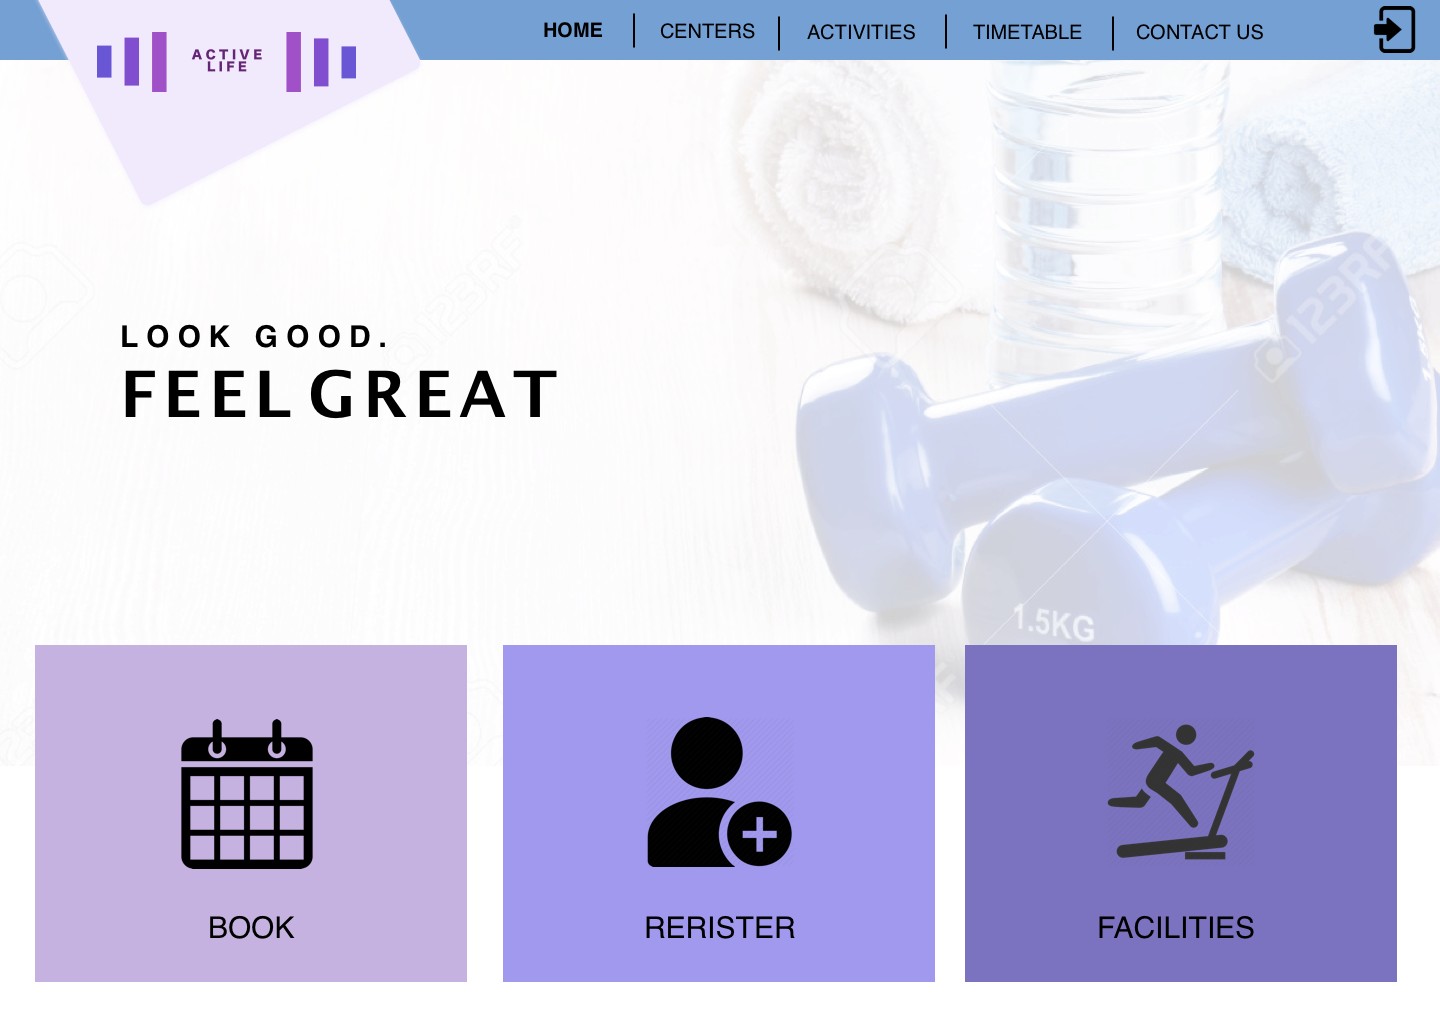 ACTIVE
LIFE
HOME
CENTERS
ACTIVITIES
TIMETABLE
CONTACT US
123RF
123RF
LOOK GOOD.
FEEL GREAT
1.5KG
BOOK
RERISTER
FACILITIES